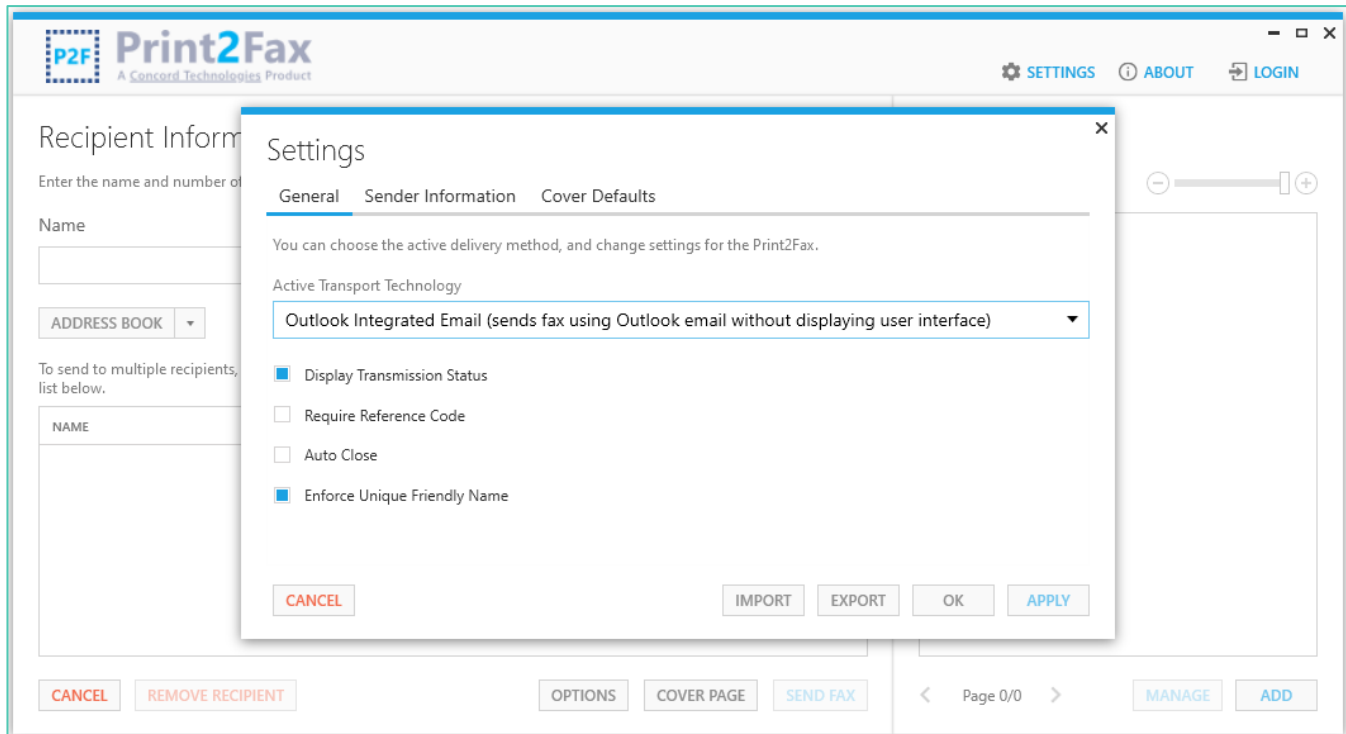 P2F
Print2Fax
A Concord Technologies Product
SETTINGS
ABOUT
LOGIN
Recipient Inform
Enter the name and number of
Name
ADDRESS BOOK
To send to multiple recipients,
list below.
NAME
Settings
General Sender Information Cover Defaults
You can choose the active delivery method, and change settings for the Print2Fax.
Active Transport Technology
Outlook Integrated Email (sends fax using Outlook email without displaying user interface)
Display Transmission Status
Require Reference Code
Auto Close
Enforce Unique Friendly Name
CANCEL IMPORT EXPORT OK APPLY
CANCEL REMOVE RECIPIENT OPTIONS COVER PAGE SEND FAX
Page 0/0 MANAGE ADD